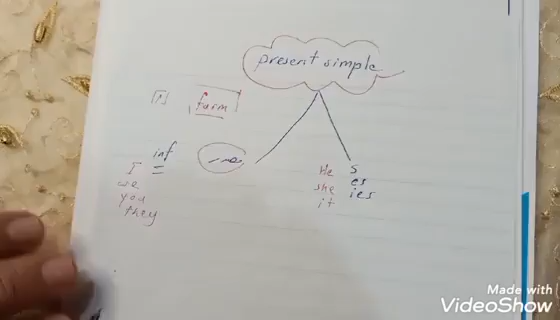 present simple
1 form
inf
I
we
you
they
He
she
it
s
es
ies
Made with
VideoShow